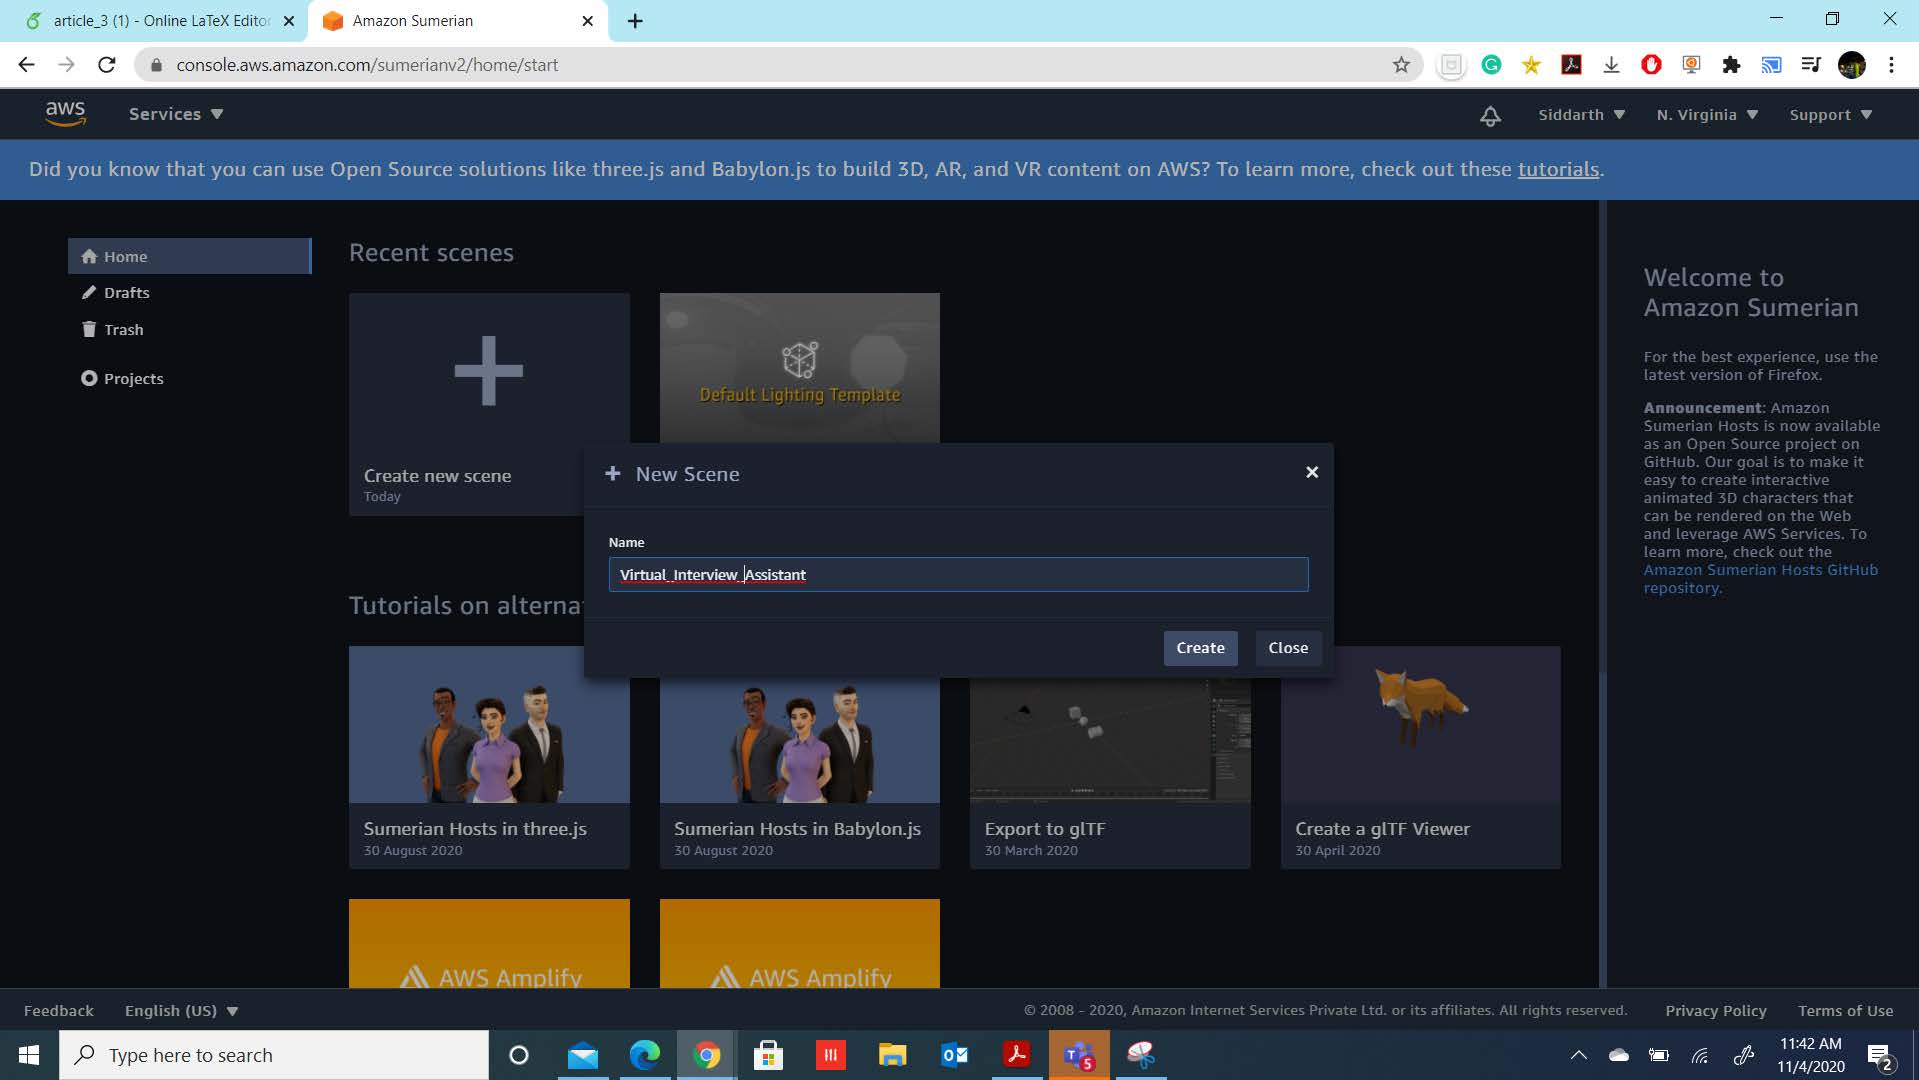 article_3 (1) - Online LaTeX Editor
Amazon Sumerian
console.aws.amazon.com/sumerianv2/home/start
aws
Services
Siddarth
N. Virginia
Support
Did you know that you can use Open Source solutions like three.js and Babylon.js to build 3D, AR, and VR content on AWS? To learn more, check out these tutorials.
Home
Drafts
Trash
Projects
Recent scenes
Default Lighting Template
Create new scene
Today
New Scene
Name
Virtual_Interview_Assistant
Create
Close
Tutorials on alterna
Sumerian Hosts in three.js
30 August 2020
Sumerian Hosts in Babylon.js
30 August 2020
Export to glTF
30 March 2020
Create a glTF Viewer
30 April 2020
AWS Amplify
AWS Amplify
Welcome to
Amazon Sumerian
For the best experience, use the
latest version of Firefox.
Announcement: Amazon
Sumerian Hosts is now available
as an Open Source project on
GitHub. Our goal is to make it
easy to create interactive
animated 3D characters that
can be rendered on the Web
and leverage AWS Services. To
learn more, check out the
Amazon Sumerian Hosts GitHub
repository.
Feedback
English (US)
© 2008 - 2020, Amazon Internet Services Private Ltd. or its affiliates. All rights reserved.
Privacy Policy
Terms of Use
Type here to search
5
11:42 AM
11/4/2020
2